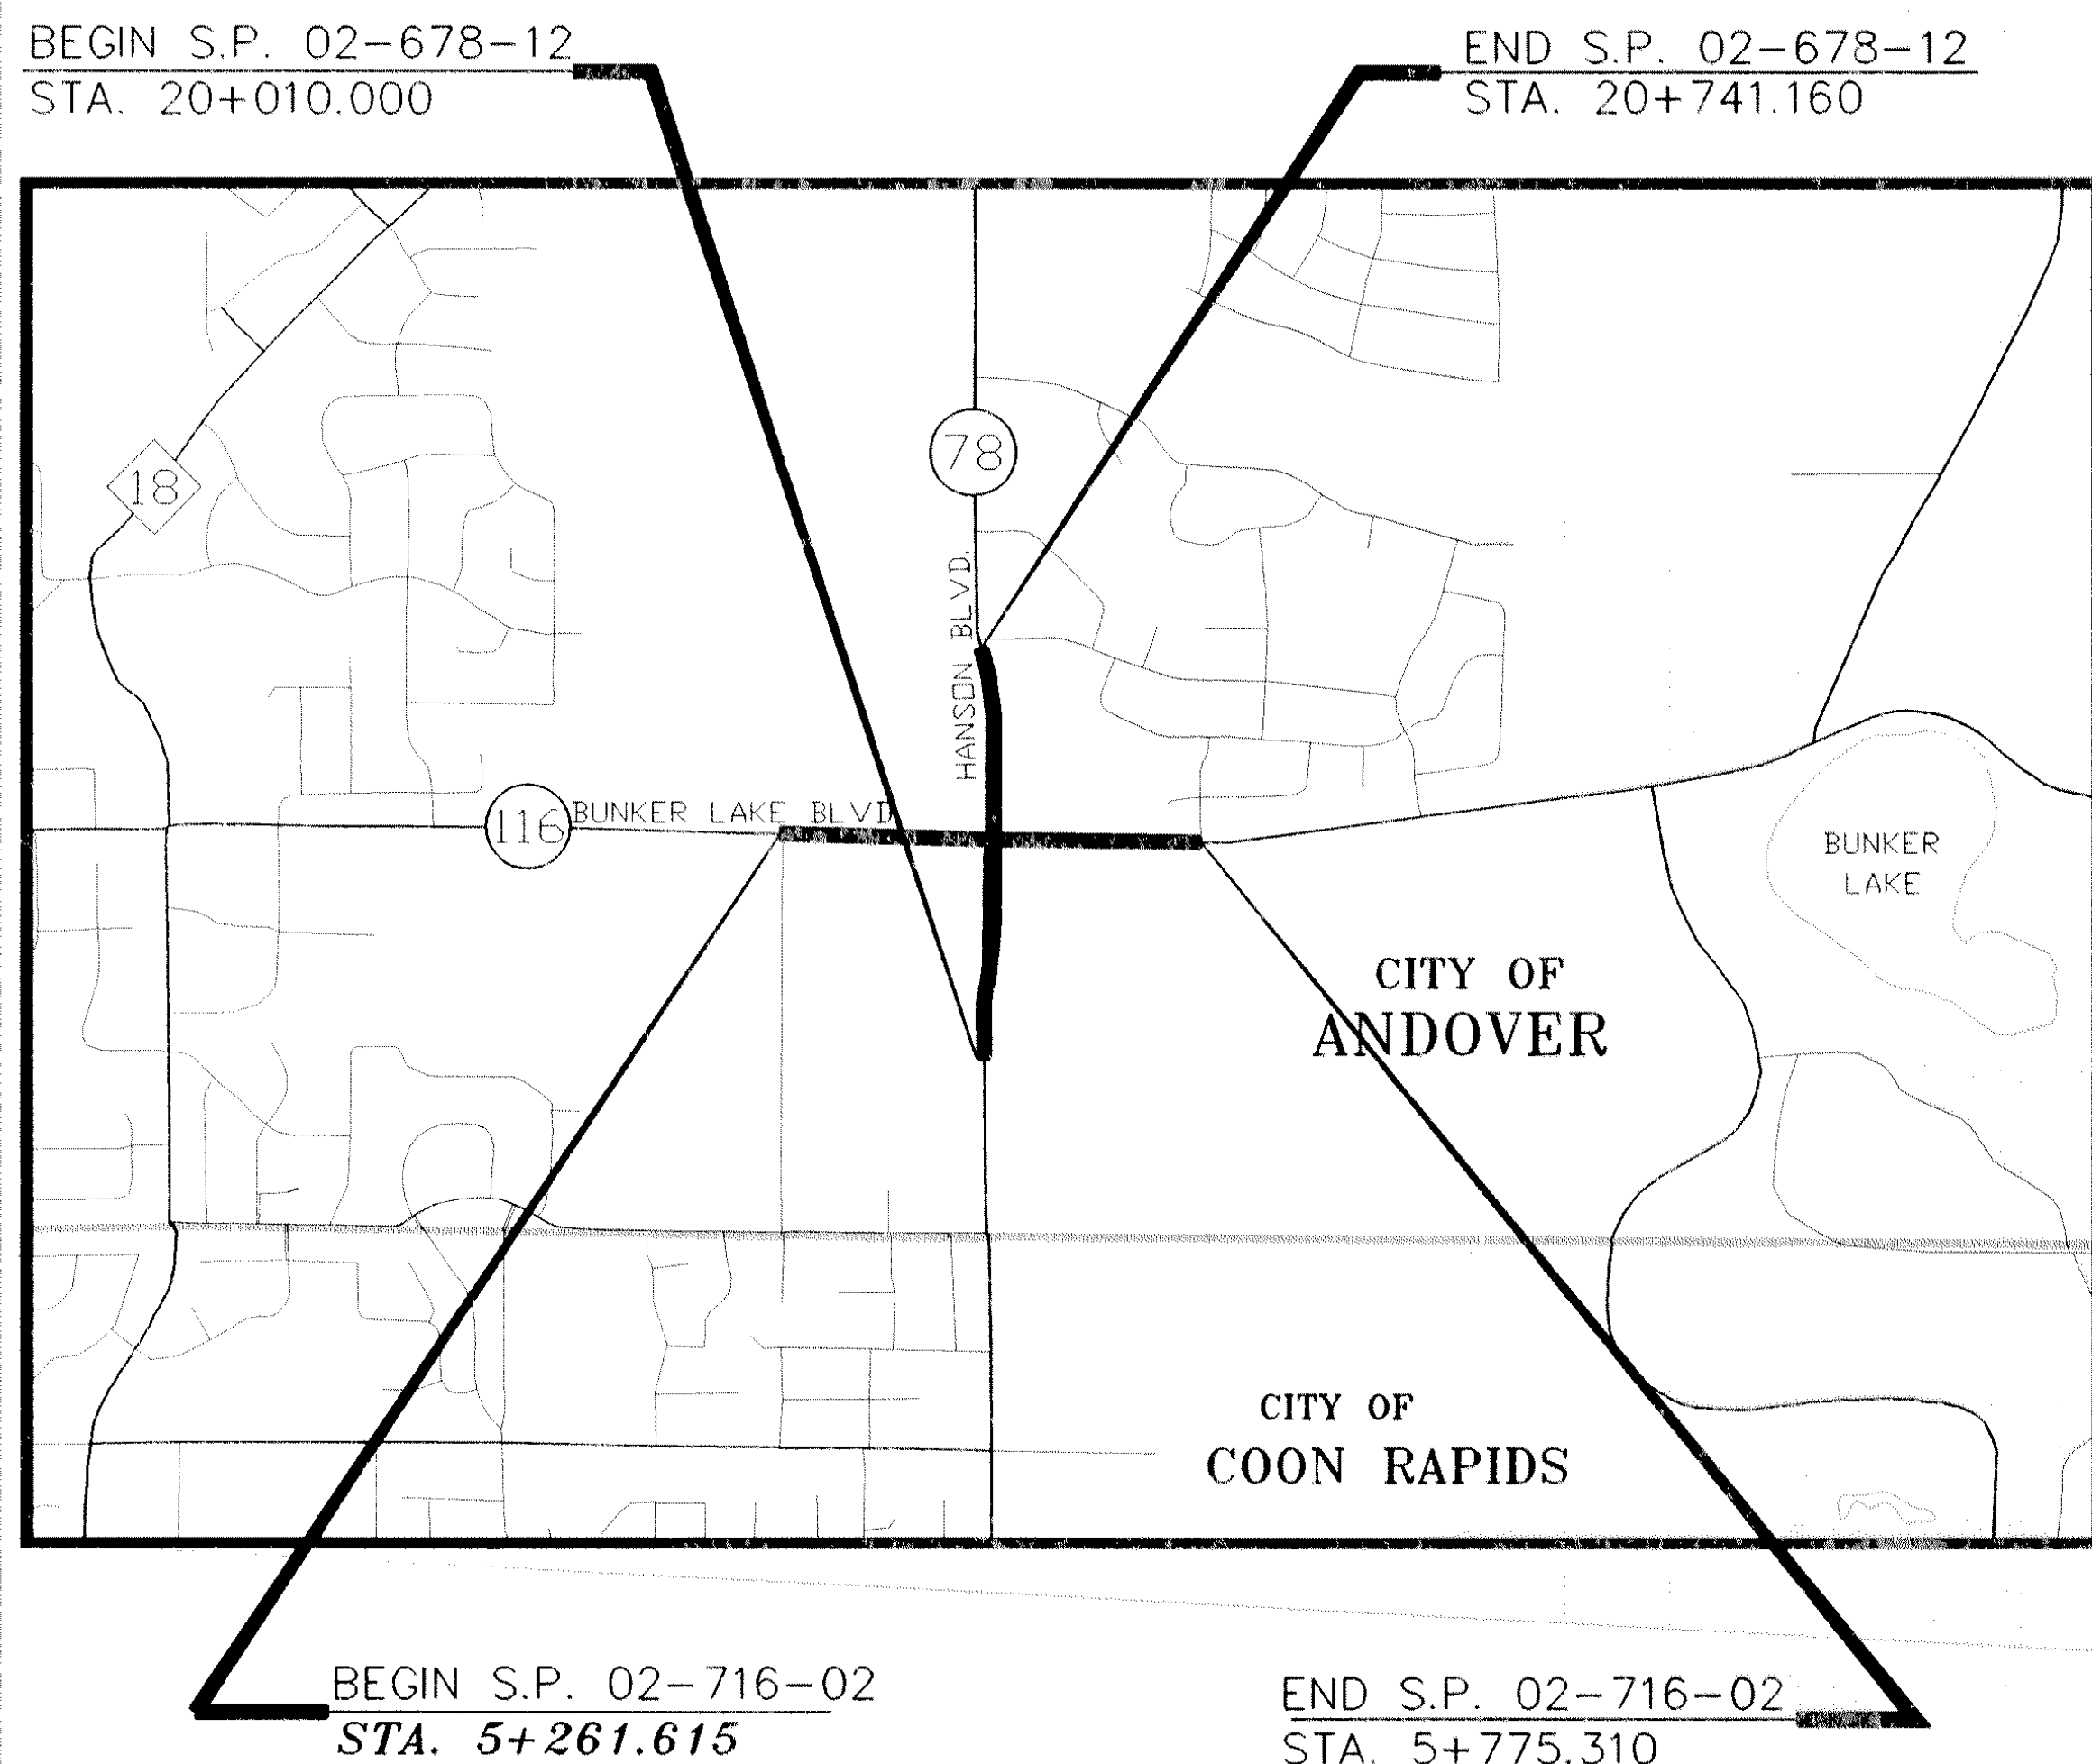 BEGIN S.P. 02-678-12
STA. 20+010.000
END S.P. 02-678-12
STA. 20+741.160
78
18
HANSON BLVD.
116
BUNKER LAKE BLVD
BUNKER
LAKE
CITY OF
ANDOVER
CITY OF
COON RAPIDS
BEGIN S.P. 02-716-02
STA. 5+261.615
END S.P. 02-716-02
STA. 5+775.310